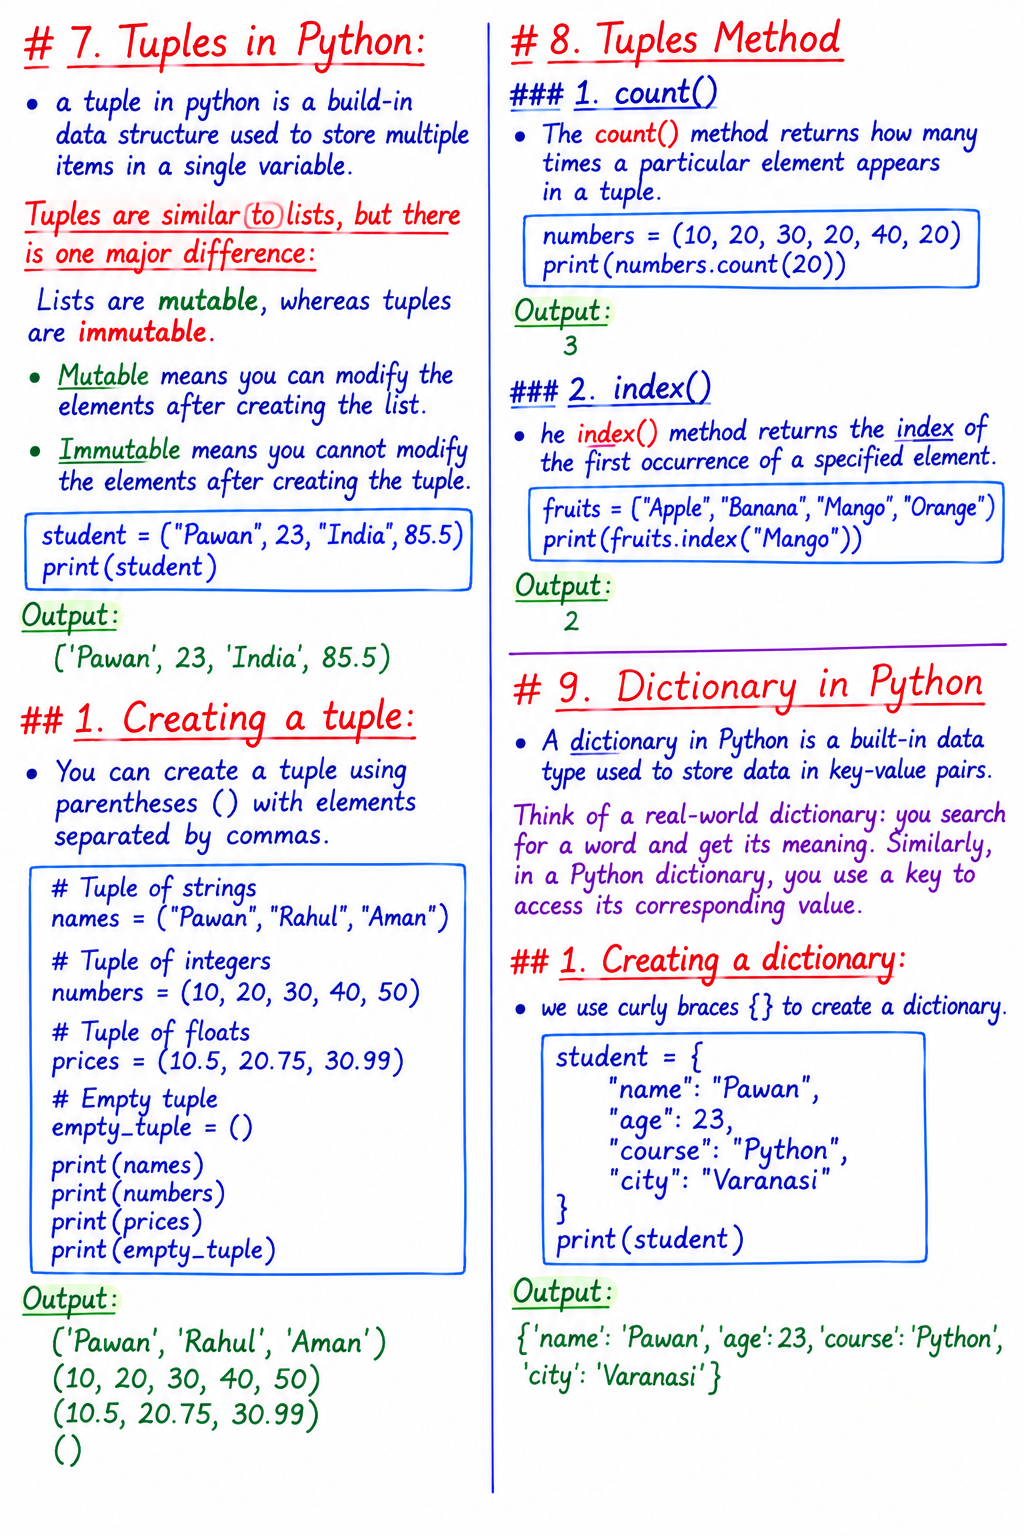 # 7. Tuples in Python:
• a tuple in python is a build-in
data structure used to store multiple
items in a single variable.
Tuples are similar to lists, but there
is one major difference:
Lists are mutable, whereas tuples
are immutable.
• Mutable means you can modify the
elements after creating the list.
• Immutable means you cannot modify
the elements after creating the tuple.
student = ("Pawan", 23, "India", 85.5)
print(student)
Output:
('Pawan', 23, 'India', 85.5)
## 1. Creating a tuple:
• You can create a tuple using
parentheses () with elements
separated by commas.
# Tuple of strings
names = ("Pawan", "Rahul", "Aman")
# Tuple of integers
numbers = (10, 20, 30, 40, 50)
# Tuple of floats
prices = (10.5, 20.75, 30.99)
# Empty tuple
empty_tuple = ()
print(names)
print(numbers)
print(prices)
print(empty_tuple)
Output:
('Pawan', 'Rahul', 'Aman')
(10, 20, 30, 40, 50)
(10.5, 20.75, 30.99)
()
# 8. Tuples Method
### 1. count()
• The count() method returns how many
times a particular element appears
in a tuple.
numbers = (10, 20, 30, 20, 40, 20)
print(numbers.count(20))
Output:
3
### 2. index()
• he index() method returns the index of
the first occurrence of a specified element.
fruits = ("Apple", "Banana", "Mango", "Orange")
print(fruits.index("Mango"))
Output:
2
# 9. Dictionary in Python
• A dictionary in Python is a built-in data
type used to store data in key-value pairs.
Think of a real-world dictionary: you search
for a word and get its meaning. Similarly,
in a Python dictionary, you use a key to
access its corresponding value.
## 1. Creating a dictionary:
• we use curly braces {} to create a dictionary.
student = {
"name": "Pawan",
"age": 23,
"course": "Python",
"city": "Varanasi"
}
print(student)
Output:
{'name': 'Pawan', 'age': 23, 'course': 'Python',
'city': 'Varanasi'}